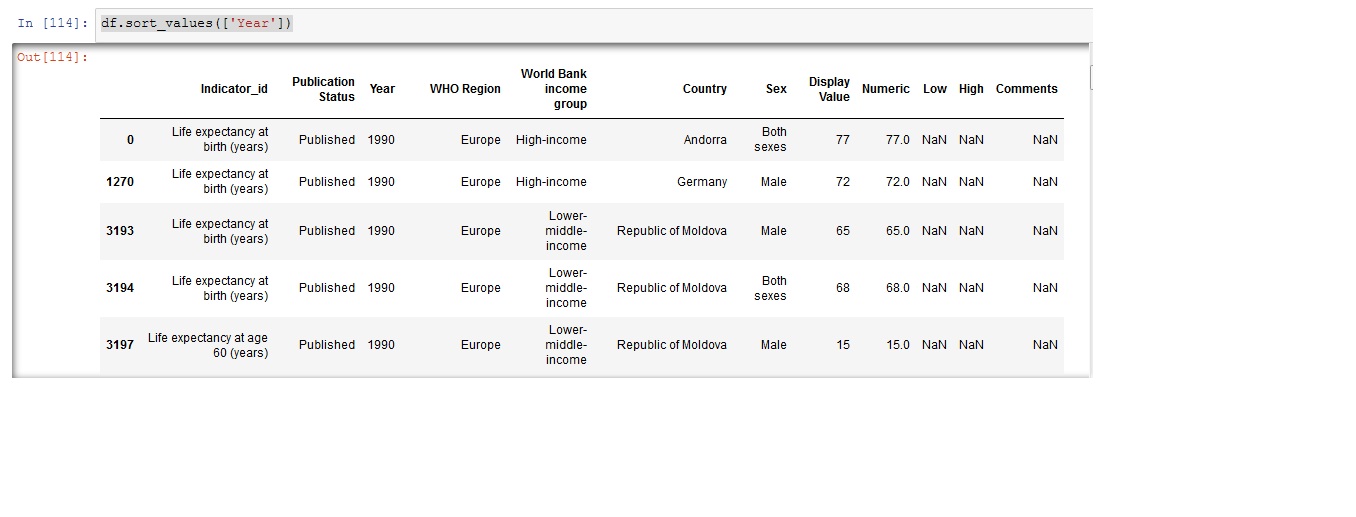 In [114]: df.sort_values(['Year'])
Out[114]:
Indicator_id Publication Status Year WHO Region World Bank income group Country Sex Display Value Numeric Low High Comments
0 Life expectancy at birth (years) Published 1990 Europe High-income Andorra Both sexes 77 77.0 NaN NaN NaN
1270 Life expectancy at birth (years) Published 1990 Europe High-income Germany Male 72 72.0 NaN NaN NaN
3193 Life expectancy at birth (years) Published 1990 Europe Lower-middle-income Republic of Moldova Male 65 65.0 NaN NaN NaN
3194 Life expectancy at birth (years) Published 1990 Europe Lower-middle-income Republic of Moldova Both sexes 68 68.0 NaN NaN NaN
3197 Life expectancy at age 60 (years) Published 1990 Europe Lower-middle-income Republic of Moldova Male 15 15.0 NaN NaN NaN